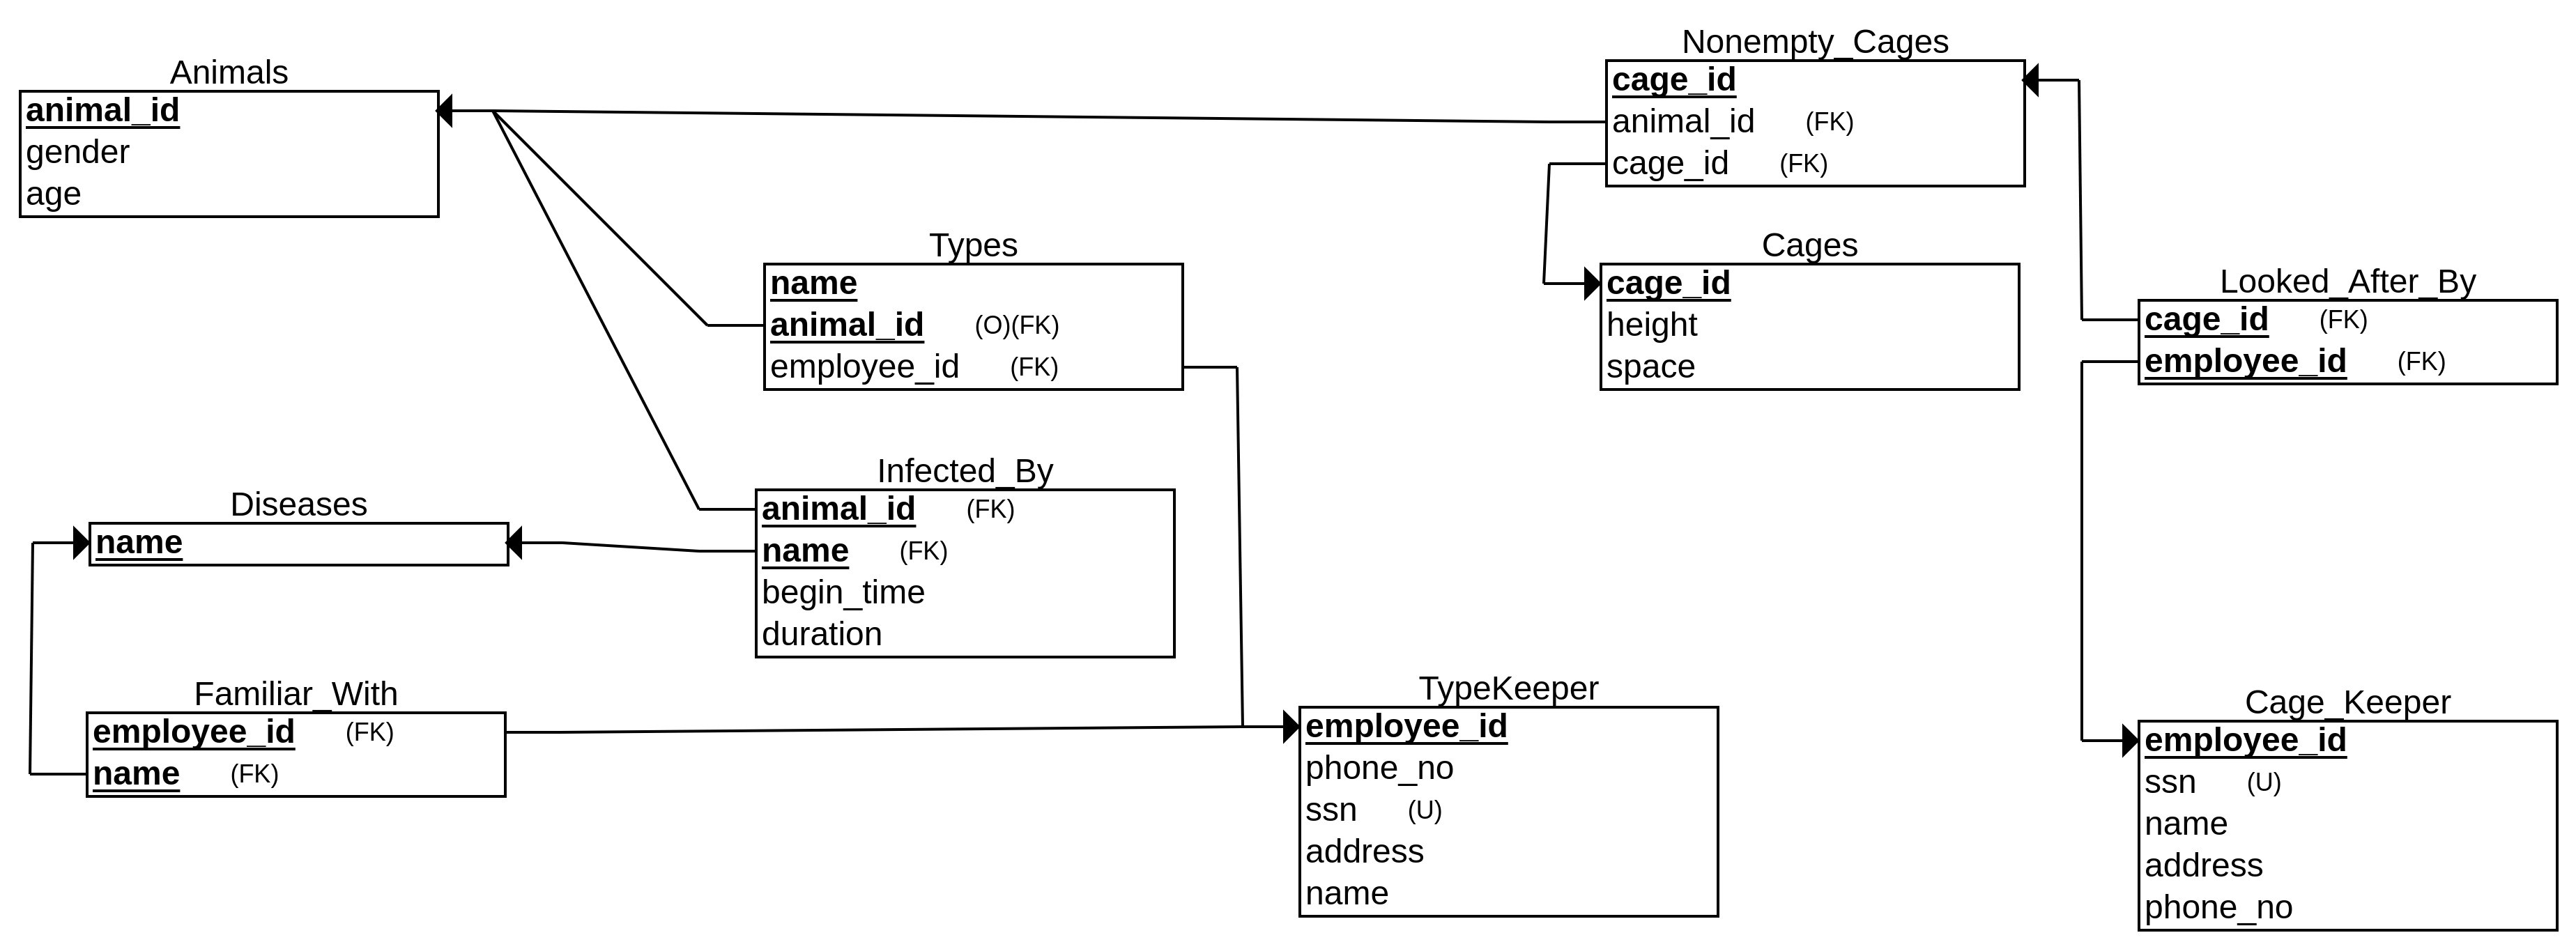 Animals
animal_id
gender
age
Nonempty_Cages
cage_id
animal_id (FK)
cage_id (FK)
Types
name
animal_id (O)(FK)
employee_id (FK)
Cages
cage_id
height
space
Looked_After_By
cage_id (FK)
employee_id (FK)
Infected_By
animal_id (FK)
name (FK)
begin_time
duration
Diseases
name
Familiar_With
employee_id (FK)
name (FK)
TypeKeeper
employee_id
phone_no
ssn (U)
address
name
Cage_Keeper
employee_id
ssn (U)
name
address
phone_no